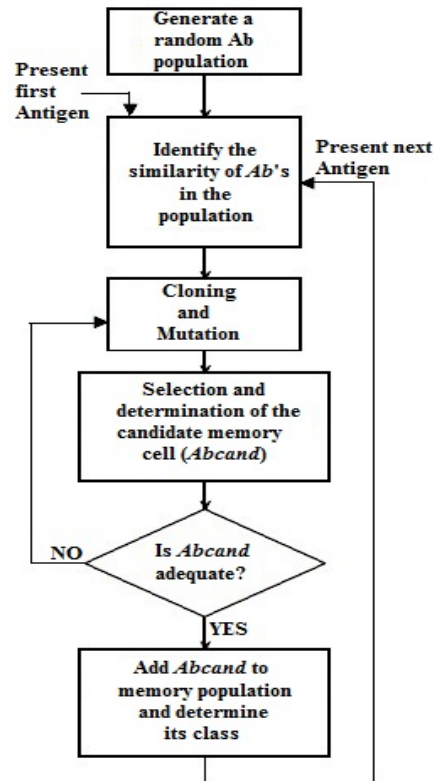 Generate a
random Ab
population
Present
first
Antigen
Identify the
similarity of Ab's
in the
population
Present next
Antigen
Cloning
and
Mutation
Selection and
determination of the
candidate memory
cell (Abcand)
Is Abcand
adequate?
NO
YES
Add Abcand to
memory population
and determine
its class